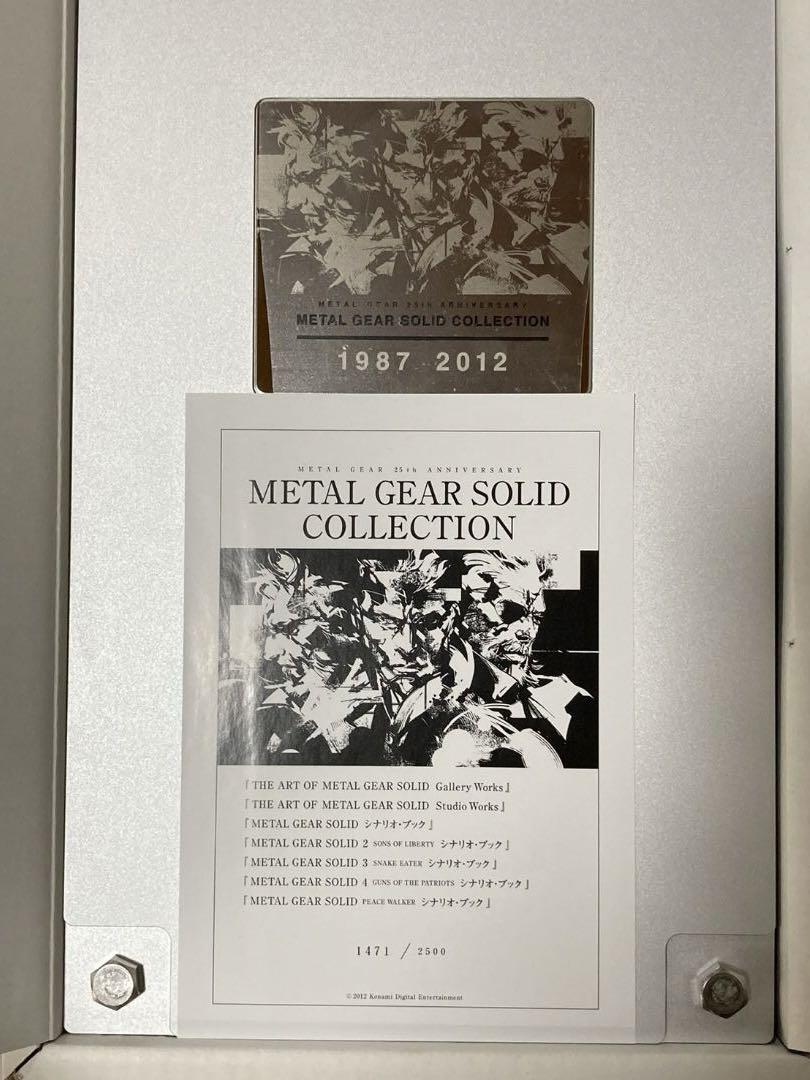 METAL GEAR 25TH ANNIVERSARY
METAL GEAR SOLID COLLECTION
1987 2012
METAL GEAR 25th ANNIVERSARY
METAL GEAR SOLID
COLLECTION
『THE ART OF METAL GEAR SOLID Gallery Works』
『THE ART OF METAL GEAR SOLID Studio Works』
『METAL GEAR SOLID シナリオ・ブック』
『METAL GEAR SOLID 2 SONS OF LIBERTY シナリオ・ブック』
『METAL GEAR SOLID 3 SNAKE EATER シナリオ・ブック』
『METAL GEAR SOLID 4 GUNS OF THE PATRIOTS シナリオ・ブック』
『METAL GEAR SOLID PEACE WALKER シナリオ・ブック』
1471 / 2500
© 2012 Konami Digital Entertainment